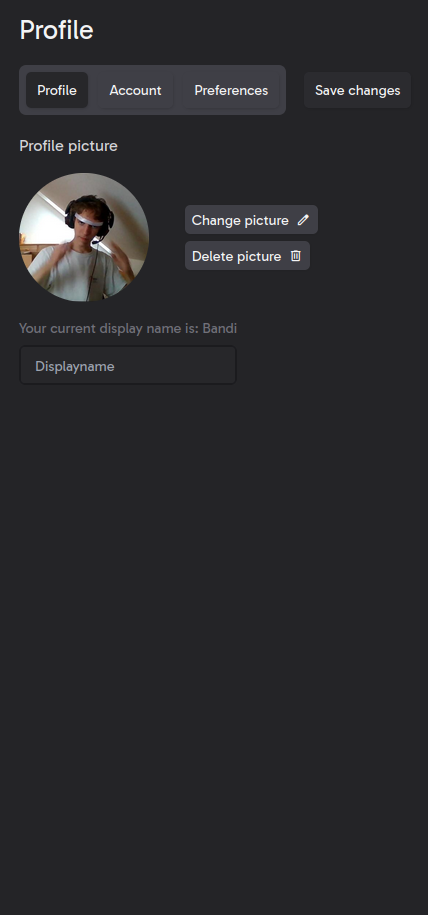 Profile
Profile Account Preferences Save changes
Profile picture
Change picture
Delete picture
Your current display name is: Bandi
Displayname